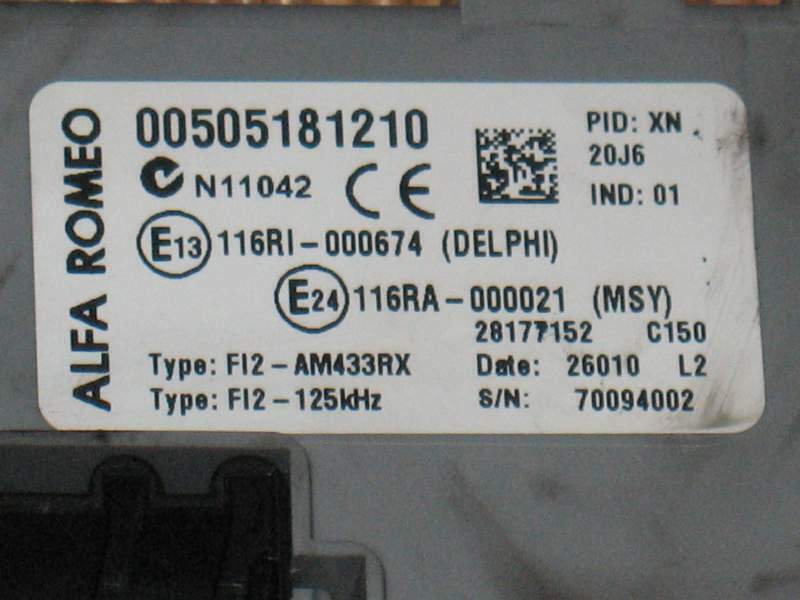 ALFA ROMEO
00505181210
N11042 CE
E13 116RI-000674 (DELPHI)
E24 116RA-000021 (MSY)
28177152 C150
Type: FI2-AM433RX Date: 26010 L2
Type: FI2-125kHz S/N: 70094002
PID: XN
20J6
IND: 01